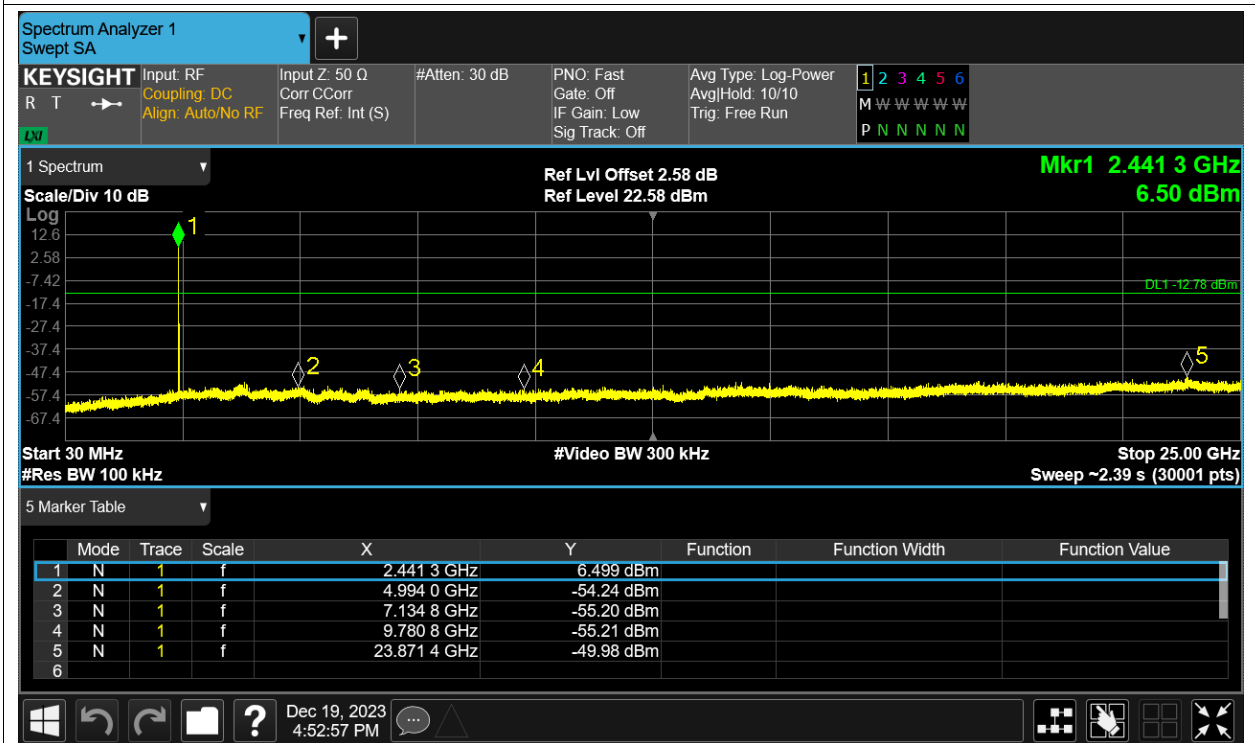 Spectrum Analyzer 1
Swept SA
KEYSIGHT Input: RF Input Z: 50 Ω #Atten: 30 dB PNO: Fast Avg Type: Log-Power 1 2 3 4 5 6
R T Coupling: DC Corr CCorr Gate: Off Avg|Hold: 10/10 M W W W W W W
Align: Auto/No RF Freq Ref: Int (S) IF Gain: Low Trig: Free Run
LXI Sig Track: Off P N N N N N N
1 Spectrum Ref Lvl Offset 2.58 dB Mkr1 2.441 3 GHz
Scale/Div 10 dB Ref Level 22.58 dBm 6.50 dBm
Log
1
12.6
2.58
-7.42
DL1 -12.78 dBm
-17.4
-27.4
-37.4
2 3 4 5
-47.4
-57.4
-67.4
Start 30 MHz #Video BW 300 kHz Stop 25.00 GHz
#Res BW 100 kHz Sweep ~2.39 s (30001 pts)
5 Marker Table
Mode Trace Scale X Y Function Function Width Function Value
1 N 1 f 2.441 3 GHz 6.499 dBm
2 N 1 f 4.994 0 GHz -54.24 dBm
3 N 1 f 7.134 8 GHz -55.20 dBm
4 N 1 f 9.780 8 GHz -55.21 dBm
5 N 1 f 23.871 4 GHz -49.98 dBm
6
? Dec 19, 2023
4:52:57 PM